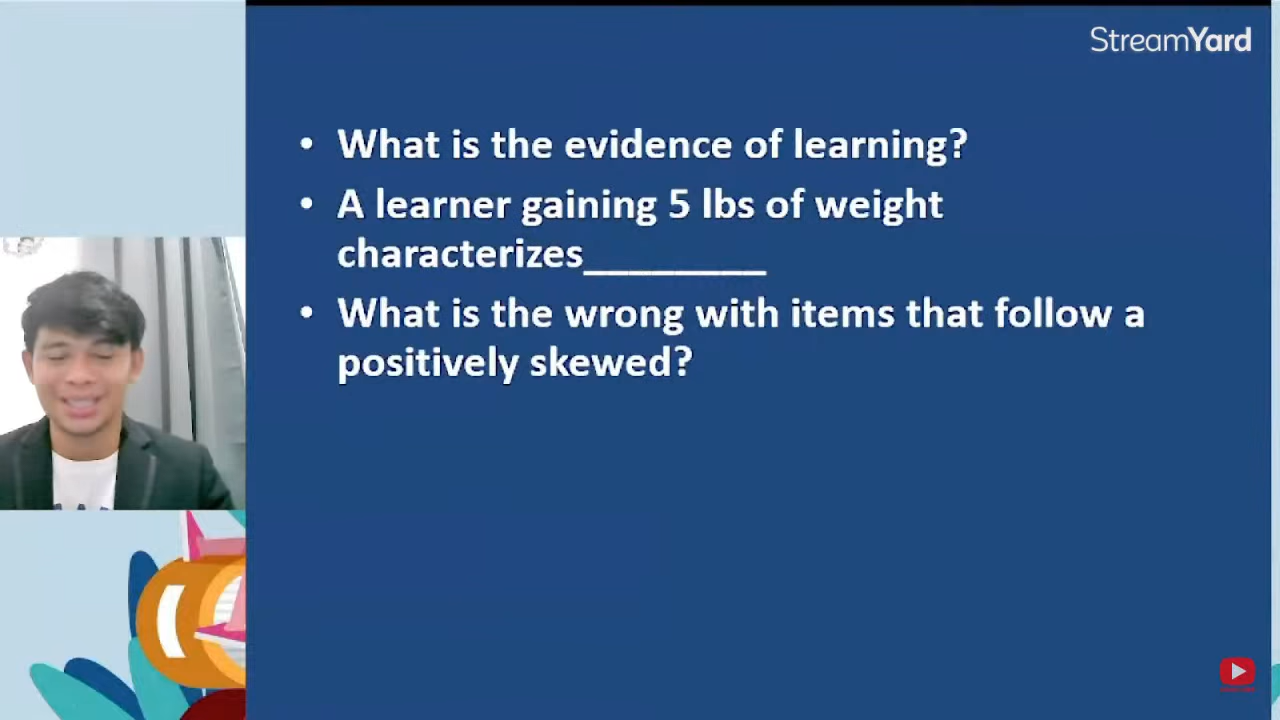 StreamYard
• What is the evidence of learning?
• A learner gaining 5 lbs of weight
characterizes________
• What is the wrong with items that follow a
positively skewed?